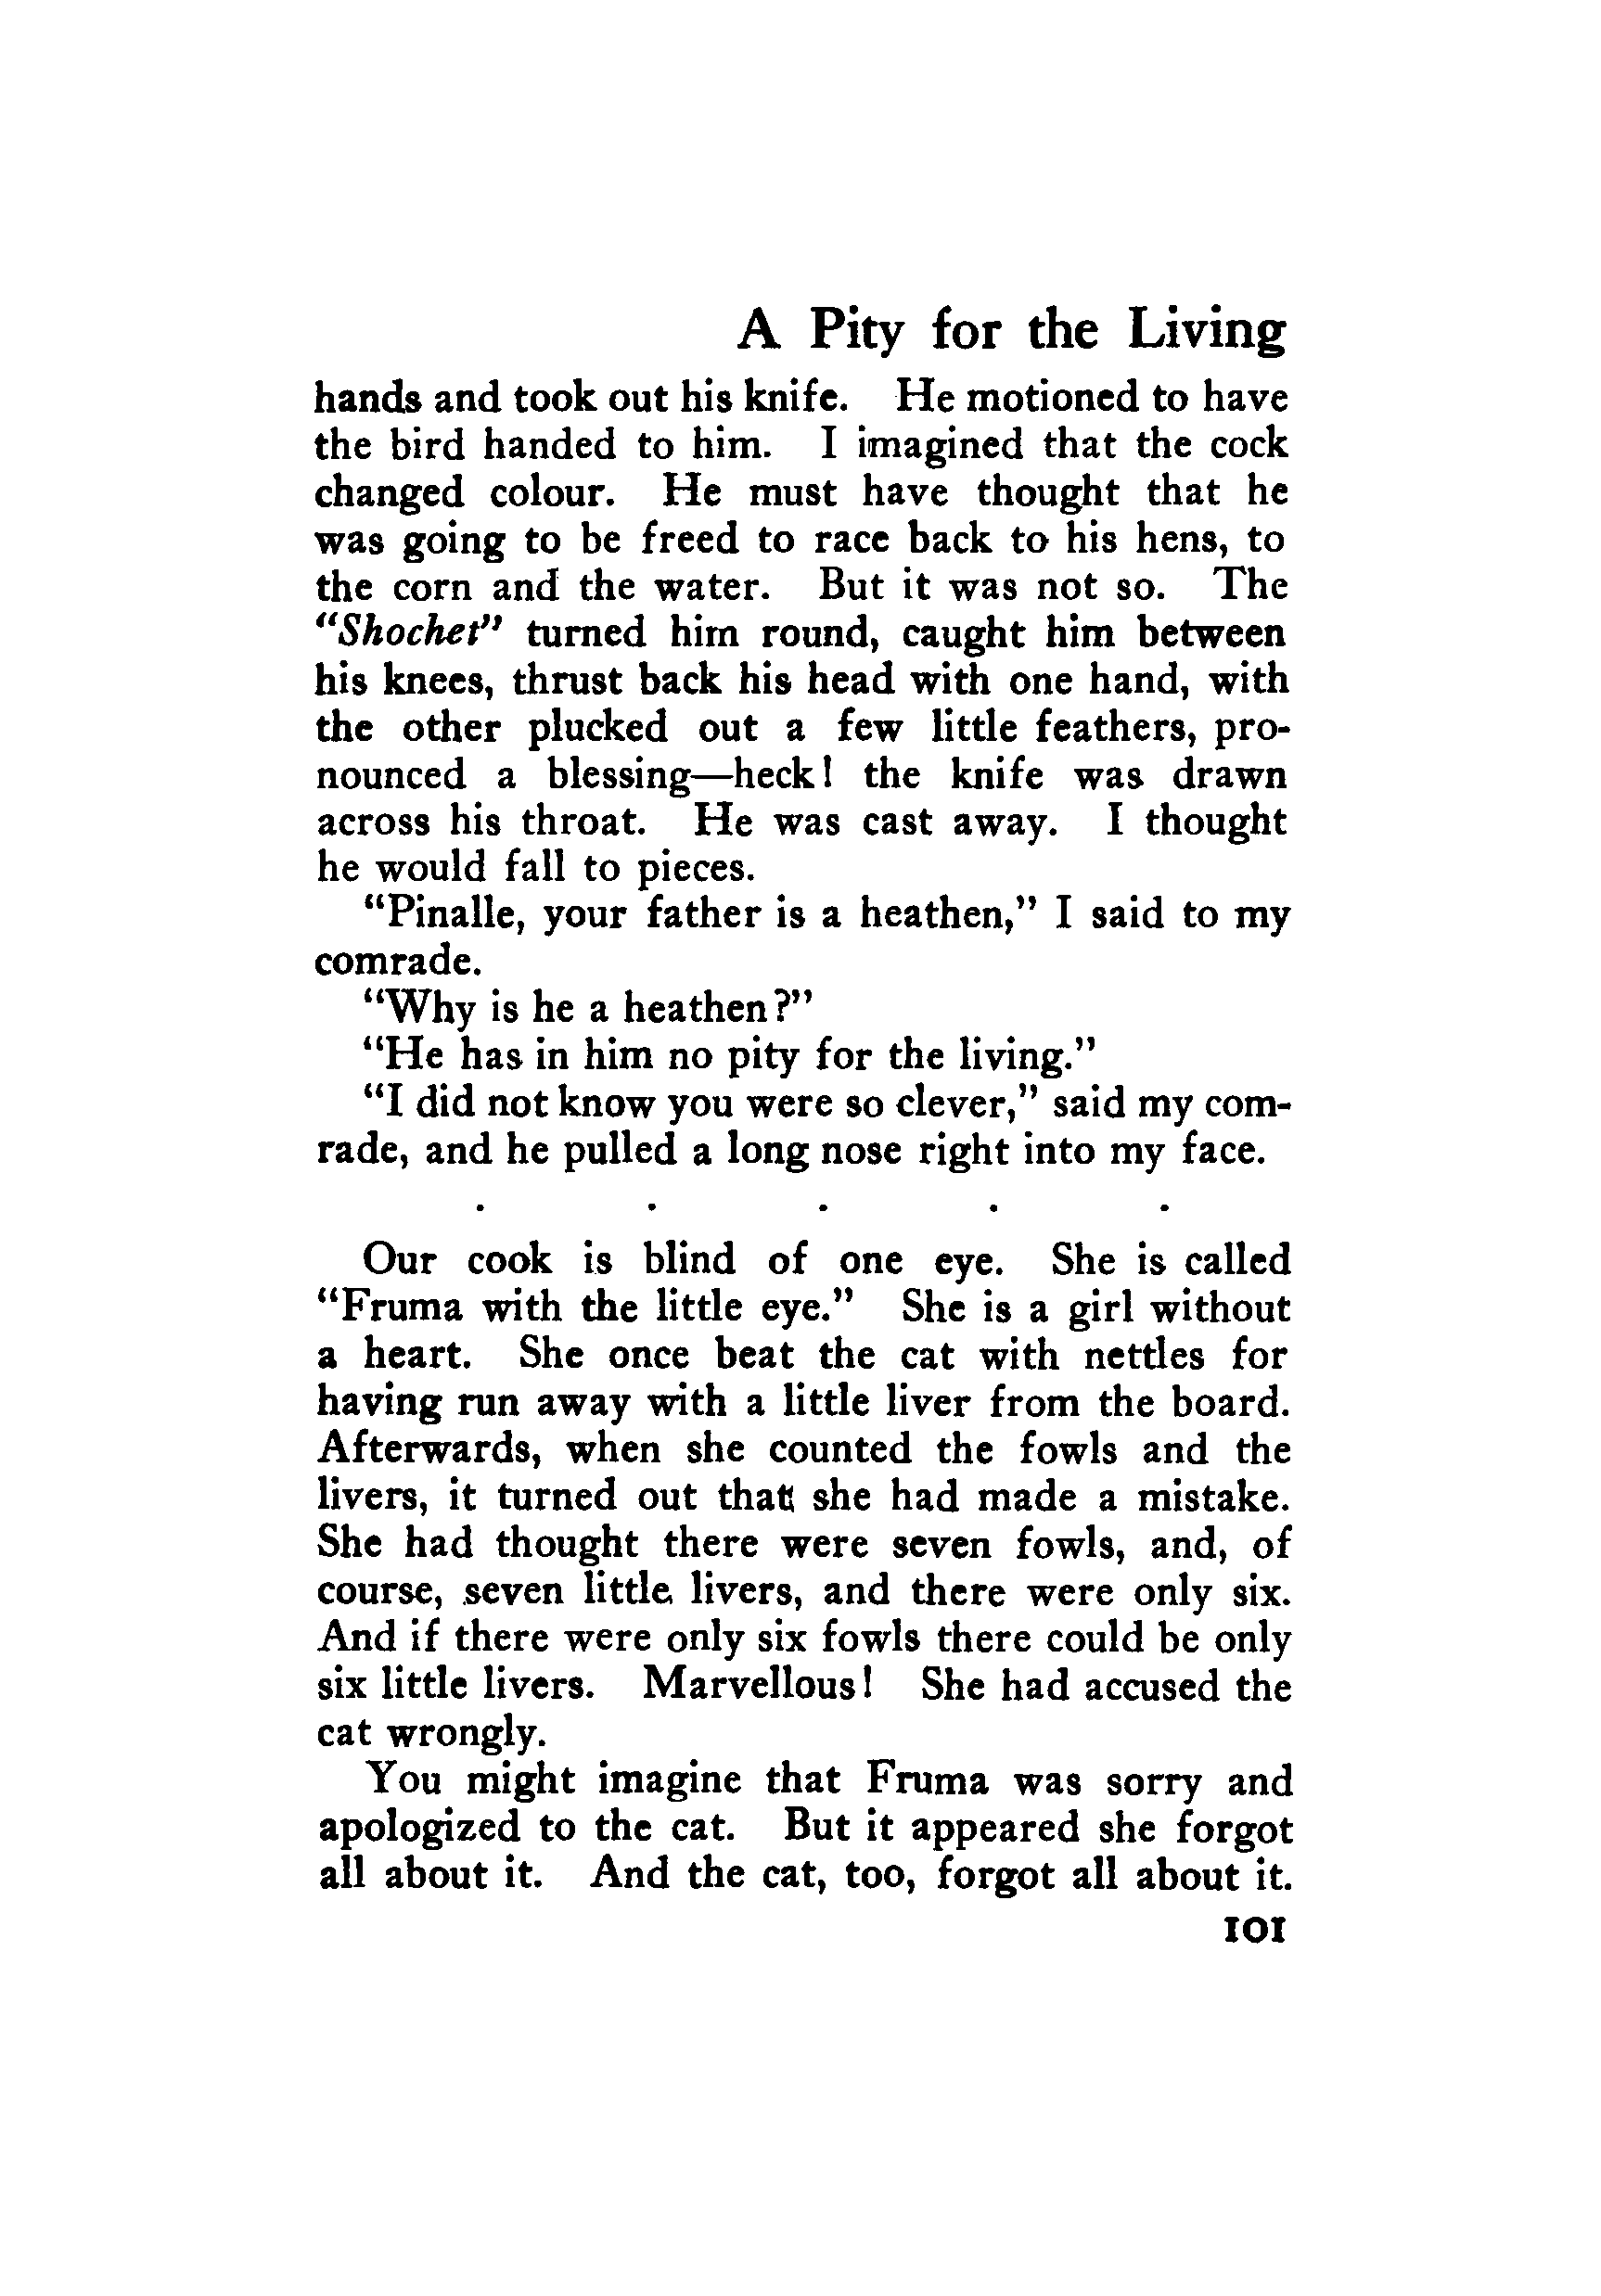 A Pity for the Living
hands and took out his knife. He motioned to have
the bird handed to him. I imagined that the cock
changed colour. He must have thought that he
was going to be freed to race back to his hens, to
the corn and the water. But it was not so. The
"Shochet" turned him round, caught him between
his knees, thrust back his head with one hand, with
the other plucked out a few little feathers, pro-
nounced a blessing—heck! the knife was drawn
across his throat. He was cast away. I thought
he would fall to pieces.
"Pinalle, your father is a heathen," I said to my
comrade.
"Why is he a heathen?"
"He has in him no pity for the living."
"I did not know you were so clever," said my com-
rade, and he pulled a long nose right into my face.
. . . . .
Our cook is blind of one eye. She is called
"Fruma with the little eye." She is a girl without
a heart. She once beat the cat with nettles for
having run away with a little liver from the board.
Afterwards, when she counted the fowls and the
livers, it turned out that she had made a mistake.
She had thought there were seven fowls, and, of
course, seven little livers, and there were only six.
And if there were only six fowls there could be only
six little livers. Marvellous! She had accused the
cat wrongly.
You might imagine that Fruma was sorry and
apologized to the cat. But it appeared she forgot
all about it. And the cat, too, forgot all about it.
101